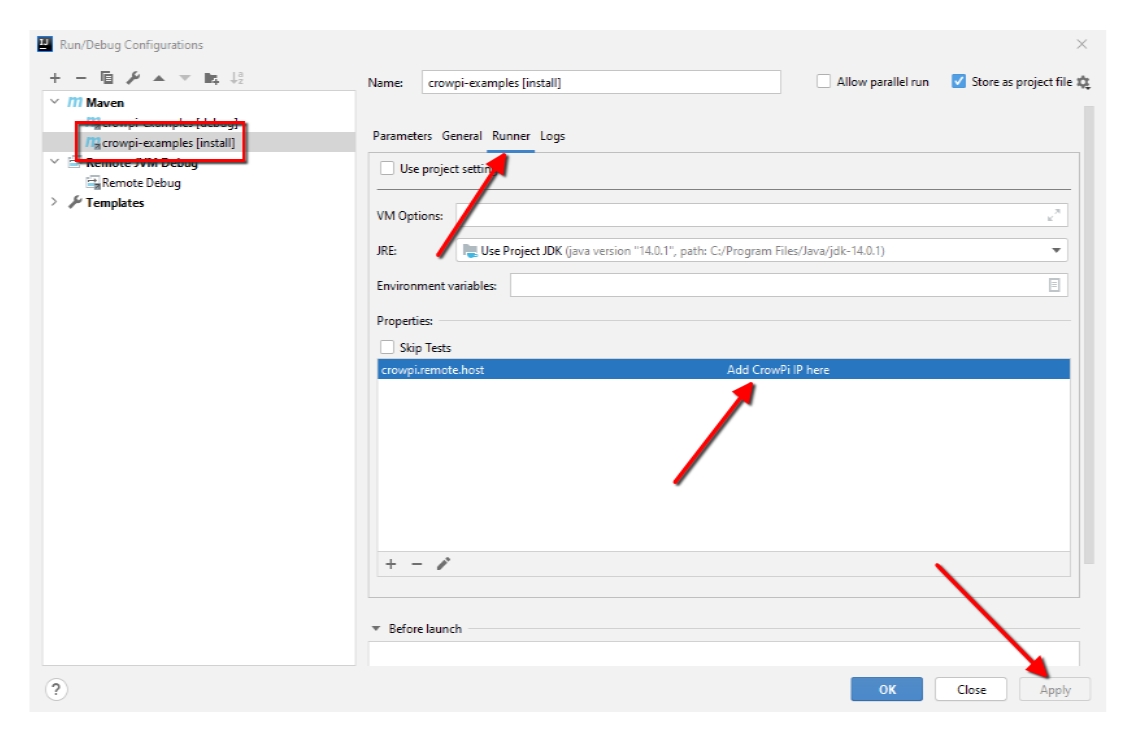 Run/Debug Configurations
Name: crowpi-examples [install]
Allow parallel run
Store as project file
Maven
crowpi-examples [debug]
crowpi-examples [install]
Remote JVM Debug
Remote Debug
Templates
Parameters General Runner Logs
Use project settin
VM Options:
JRE: Use Project JDK (java version "14.0.1", path: C:/Program Files/Java/jdk-14.0.1)
Environment variables:
Properties:
Skip Tests
crowpi.remote.host Add CrowPi IP here
Before launch
? OK Close Apply